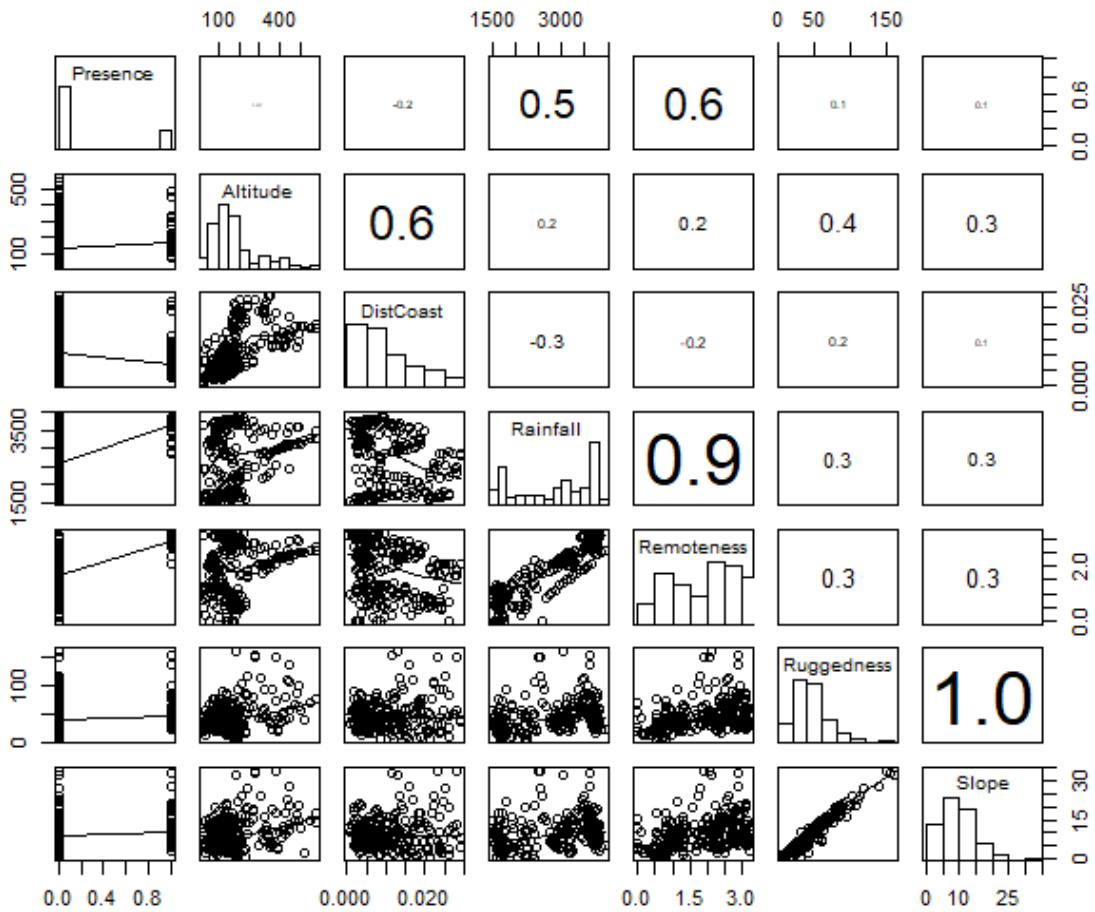 100 400 1500 3000 0 50 150
Presence -0.2 0.5 0.6 0.1 0.1 0.0 0.6
100 500 Altitude 0.6 0.2 0.2 0.4 0.3
DistCoast -0.3 -0.2 0.2 0.1 0.000 0.025
1500 3500 Rainfall 0.9 0.3 0.3
Remoteness 0.3 0.3 0.0 2.0
0 100 Ruggedness 1.0
Slope 0 15 30
0.0 0.4 0.8 0.000 0.020 0.0 1.5 3.0 0 10 25